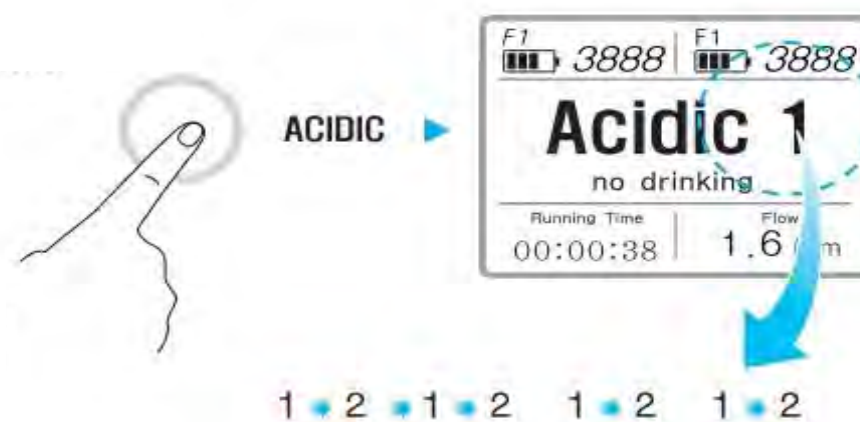 F1 3888 F1 3888
ACIDIC
Acidic 1
no drinking
Running Time Flow
00:00:38 1.6
1 2 1 2 1 2 1 2